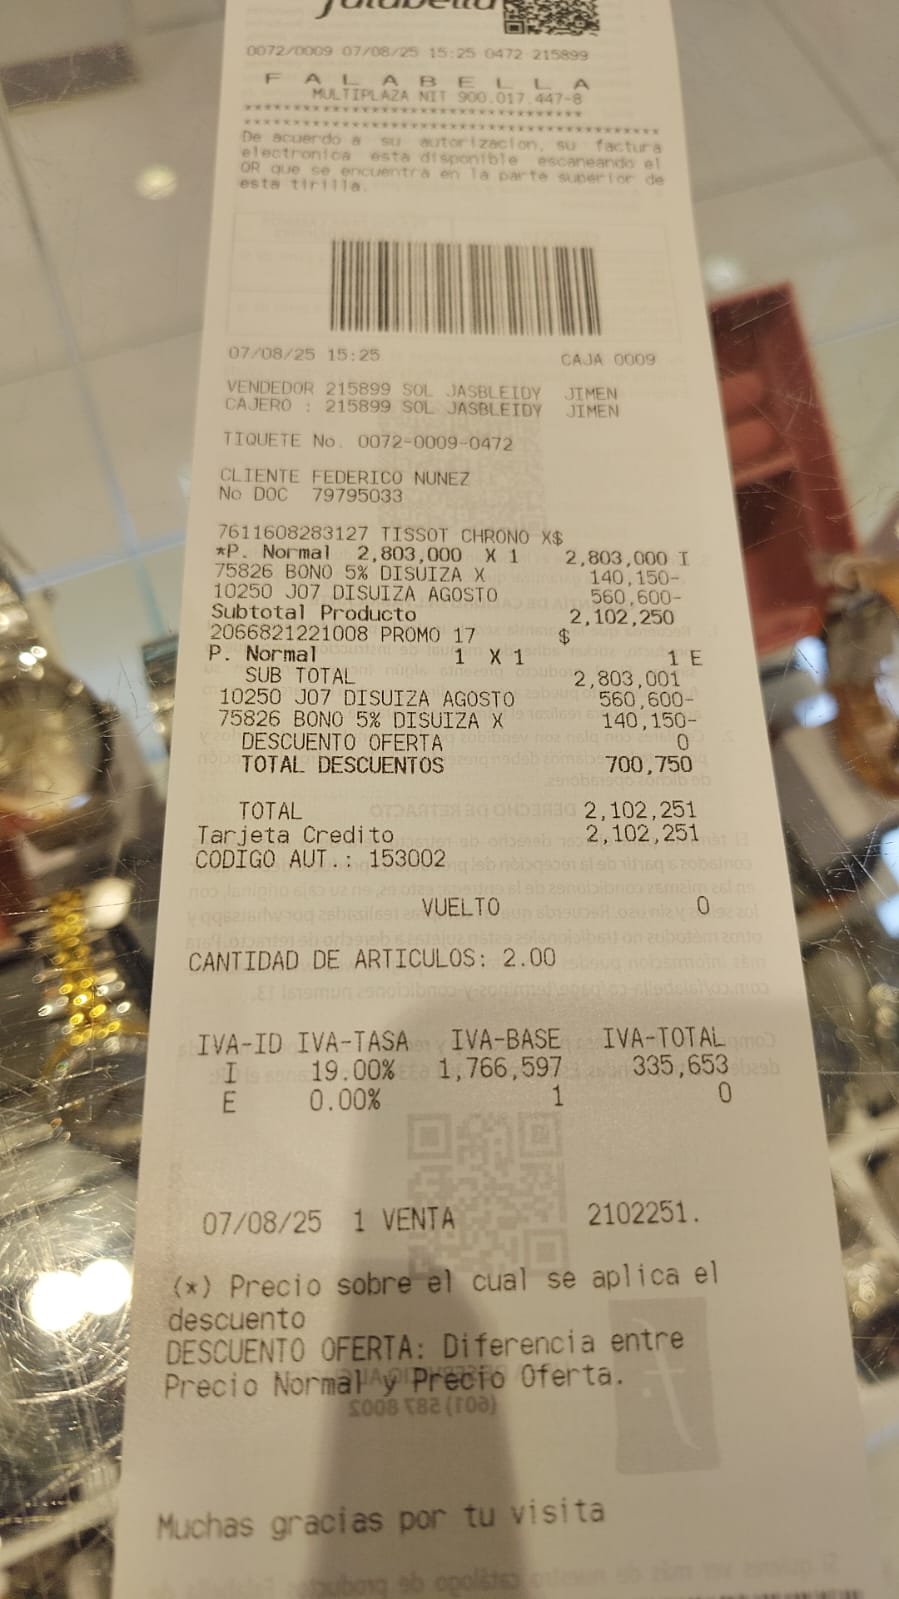 falabella
0072/0009 07/08/25 15:25 0472 215899
F A L A B E L L A
MULTIPLAZA NIT 900.017.447-8
****************************************
****************************************
De acuerdo a su autorizacion, su factura
electronica esta disponible escaneando el
QR que se encuentra en la parte superior de
esta tirilla.
07/08/25 15:25 CAJA 0009
VENDEDOR 215899 SOL JASBLEIDY JIMEN
CAJERO : 215899 SOL JASBLEIDY JIMEN
TIQUETE No. 0072-0009-0472
CLIENTE FEDERICO NUNEZ
No DOC 79795033
7611608283127 TISSOT CHRONO X$
*P. Normal 2,803,000 X 1 2,803,000 I
75826 BONO 5% DISUIZA X 140,150-
10250 J07 DISUIZA AGOSTO 560,600-
Subtotal Producto 2,102,250
2066821221008 PROMO 17 $
P. Normal 1 X 1 1 E
SUB TOTAL 2,803,001
10250 J07 DISUIZA AGOSTO 560,600-
75826 BONO 5% DISUIZA X 140,150-
DESCUENTO OFERTA 0
TOTAL DESCUENTOS 700,750
TOTAL 2,102,251
Tarjeta Credito 2,102,251
CODIGO AUT.: 153002
VUELTO 0
CANTIDAD DE ARTICULOS: 2.00
IVA-ID IVA-TASA IVA-BASE IVA-TOTAL
I 19.00% 1,766,597 335,653
E 0.00% 1 0
07/08/25 1 VENTA 2102251.
(*) Precio sobre el cual se aplica el
descuento
DESCUENTO OFERTA: Diferencia entre
Precio Normal y Precio Oferta.
Muchas gracias por tu visita